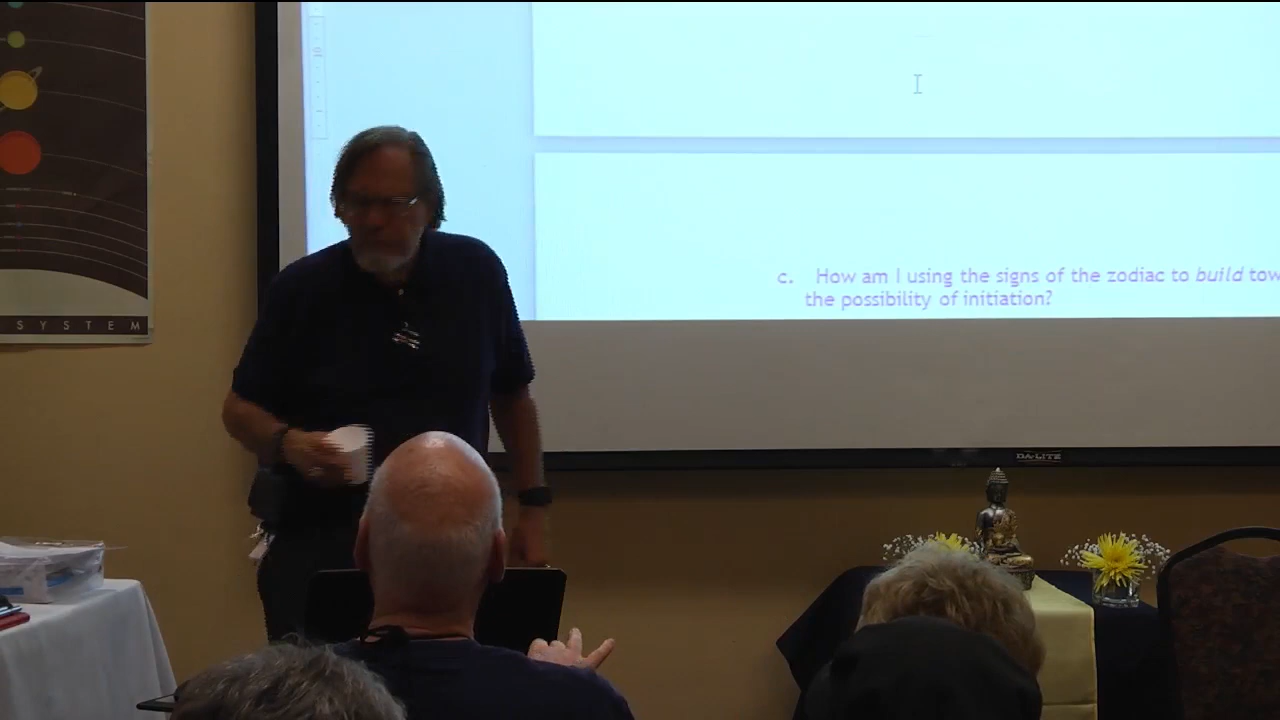 c. How am I using the signs of the zodiac to build tow
the possibility of initiation?
SYSTEM
DA-LITE